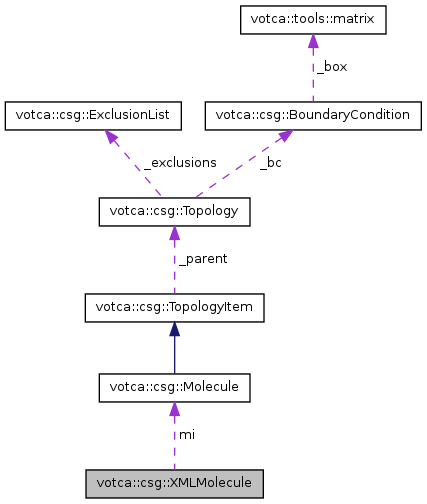 votca::tools::matrix
_box
votca::csg::ExclusionList
votca::csg::BoundaryCondition
_exclusions
_bc
votca::csg::Topology
_parent
votca::csg::TopologyItem
votca::csg::Molecule
mi
votca::csg::XMLMolecule